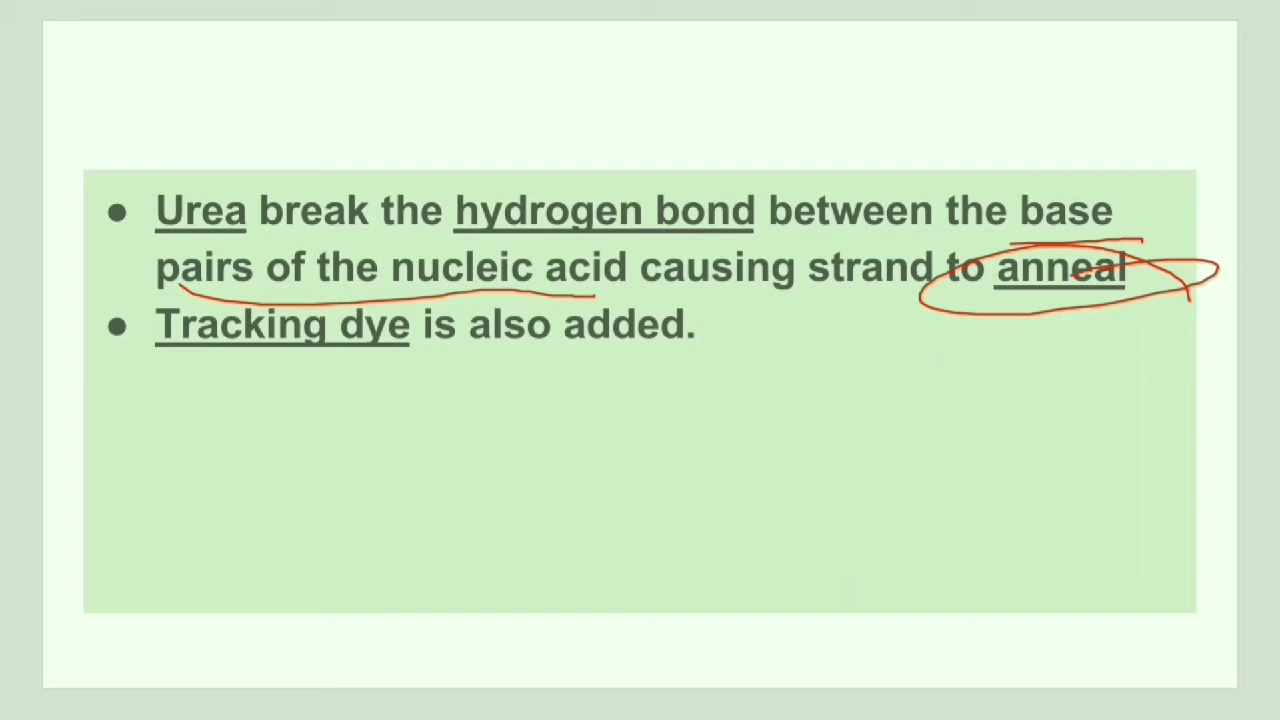 ● Urea break the hydrogen bond between the base
pairs of the nucleic acid causing strand to anneal
● Tracking dye is also added.